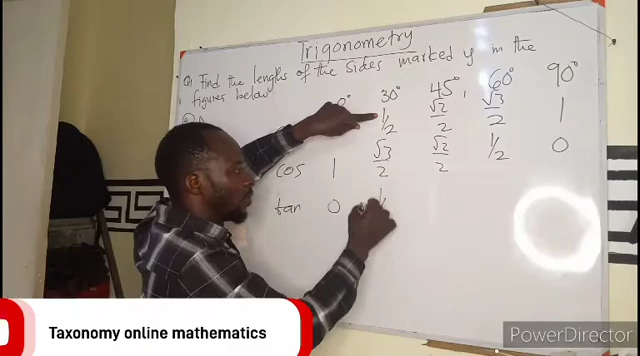 Trigonometry
Q1 Find the lengths of the sides marked y in the
figures below
0° 30° 45° 60° 90°
1/2 √2/2 √3/2 1
cos 1 √3/2 √2/2 1/2 0
tan 0 1/
Taxonomy online mathematics
PowerDirector